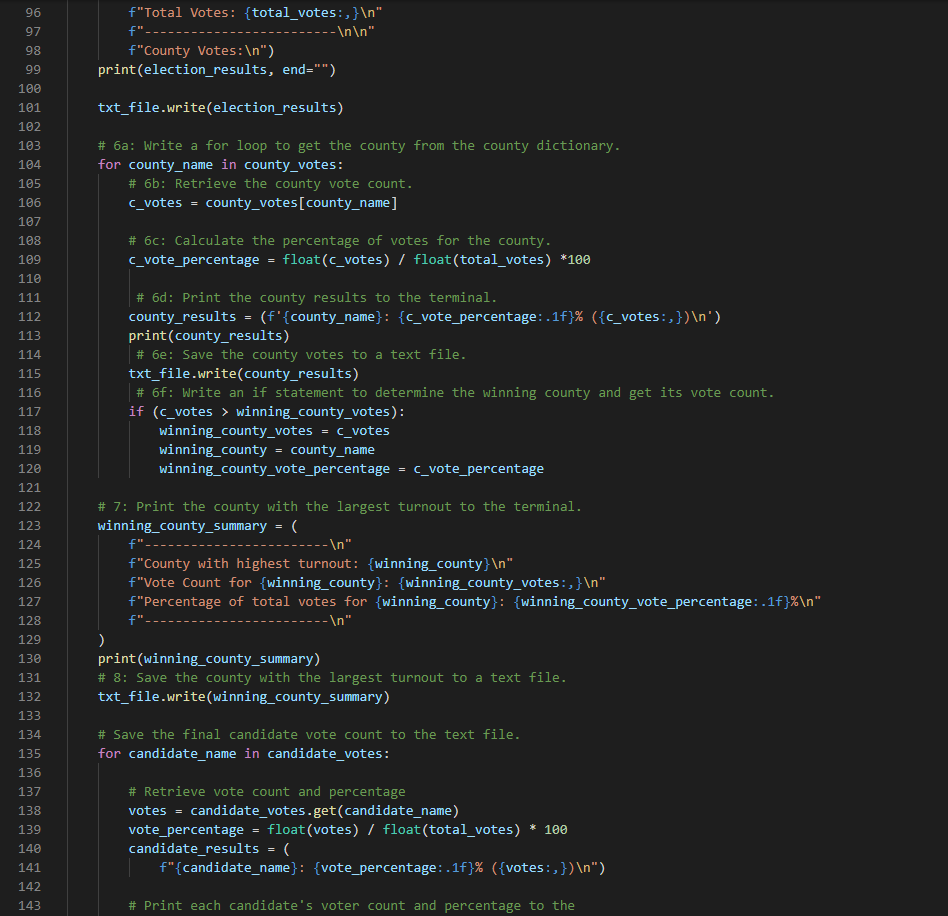 96 f"Total Votes: {total_votes:,}\n"
97 f"-------------------------\n\n"
98 f"County Votes:\n")
99 print(election_results, end="")
100
101 txt_file.write(election_results)
102
103 # 6a: Write a for loop to get the county from the county dictionary.
104 for county_name in county_votes:
105 # 6b: Retrieve the county vote count.
106 c_votes = county_votes[county_name]
107
108 # 6c: Calculate the percentage of votes for the county.
109 c_vote_percentage = float(c_votes) / float(total_votes) *100
110
111 # 6d: Print the county results to the terminal.
112 county_results = (f'{county_name}: {c_vote_percentage:.1f}% ({c_votes:,})\n')
113 print(county_results)
114 # 6e: Save the county votes to a text file.
115 txt_file.write(county_results)
116 # 6f: Write an if statement to determine the winning county and get its vote count.
117 if (c_votes > winning_county_votes):
118 winning_county_votes = c_votes
119 winning_county = county_name
120 winning_county_vote_percentage = c_vote_percentage
121
122 # 7: Print the county with the largest turnout to the terminal.
123 winning_county_summary = (
124 f"------------------------\n"
125 f"County with highest turnout: {winning_county}\n"
126 f"Vote Count for {winning_county}: {winning_county_votes:,}\n"
127 f"Percentage of total votes for {winning_county}: {winning_county_vote_percentage:.1f}%\n"
128 f"------------------------\n"
129 )
130 print(winning_county_summary)
131 # 8: Save the county with the largest turnout to a text file.
132 txt_file.write(winning_county_summary)
133
134 # Save the final candidate vote count to the text file.
135 for candidate_name in candidate_votes:
136
137 # Retrieve vote count and percentage
138 votes = candidate_votes.get(candidate_name)
139 vote_percentage = float(votes) / float(total_votes) * 100
140 candidate_results = (
141 f"{candidate_name}: {vote_percentage:.1f}% ({votes:,})\n")
142
143 # Print each candidate's voter count and percentage to the